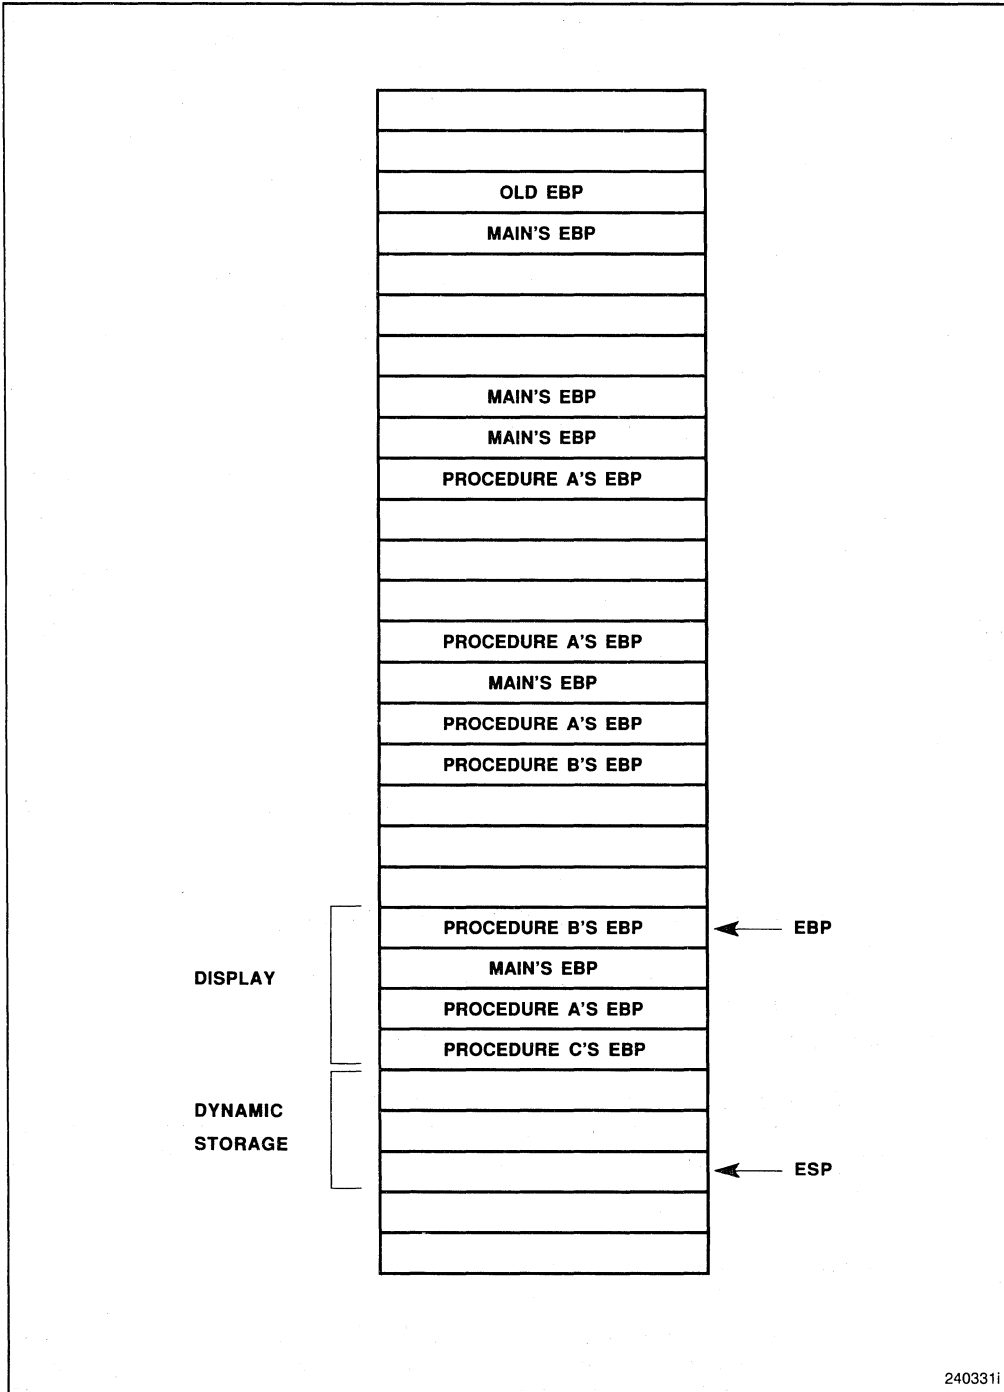 OLD EBP
MAIN'S EBP
MAIN'S EBP
MAIN'S EBP
PROCEDURE A'S EBP
PROCEDURE A'S EBP
MAIN'S EBP
PROCEDURE A'S EBP
PROCEDURE B'S EBP
PROCEDURE B'S EBP
EBP
DISPLAY
MAIN'S EBP
PROCEDURE A'S EBP
PROCEDURE C'S EBP
DYNAMIC
STORAGE
ESP
240331i